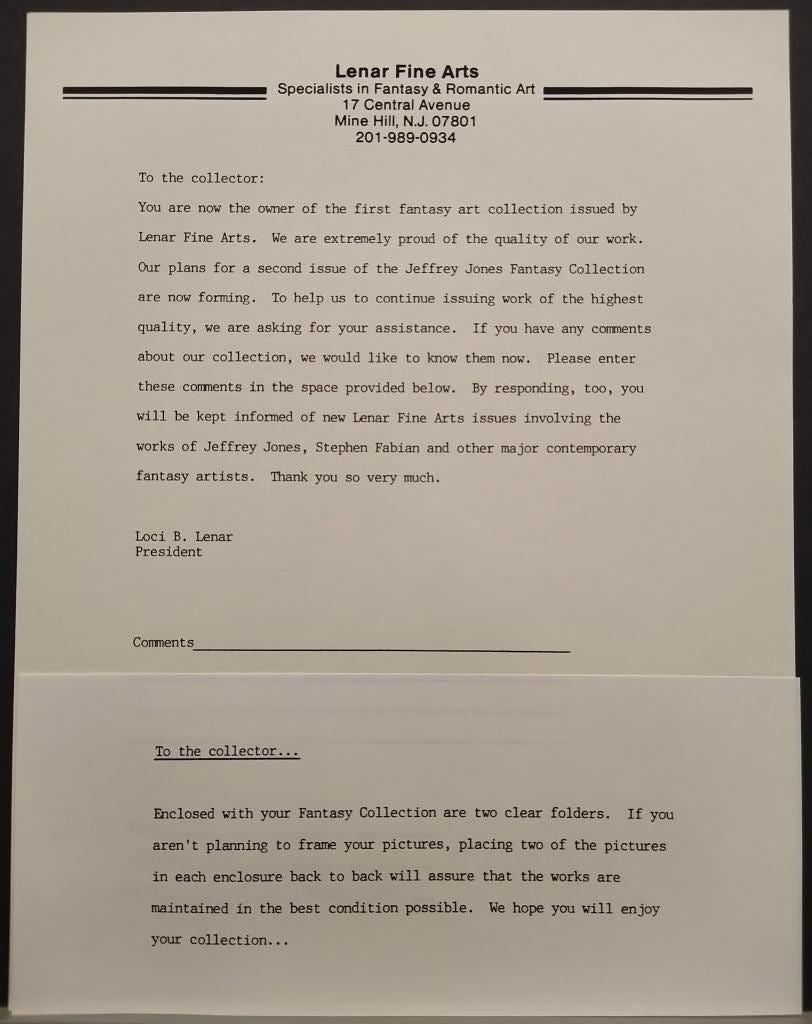 Lenar Fine Arts
Specialists in Fantasy & Romantic Art
17 Central Avenue
Mine Hill, N.J. 07801
201-989-0934
To the collector:
You are now the owner of the first fantasy art collection issued by
Lenar Fine Arts.  We are extremely proud of the quality of our work.
Our plans for a second issue of the Jeffrey Jones Fantasy Collection
are now forming.  To help us to continue issuing work of the highest
quality, we are asking for your assistance.  If you have any comments
about our collection, we would like to know them now.  Please enter
these comments in the space provided below.  By responding, too, you
will be kept informed of new Lenar Fine Arts issues involving the
works of Jeffrey Jones, Stephen Fabian and other major contemporary
fantasy artists.  Thank you so very much.
Loci B. Lenar
President
Comments
To the collector...
Enclosed with your Fantasy Collection are two clear folders.  If you
aren't planning to frame your pictures, placing two of the pictures
in each enclosure back to back will assure that the works are
maintained in the best condition possible.  We hope you will enjoy
your collection...